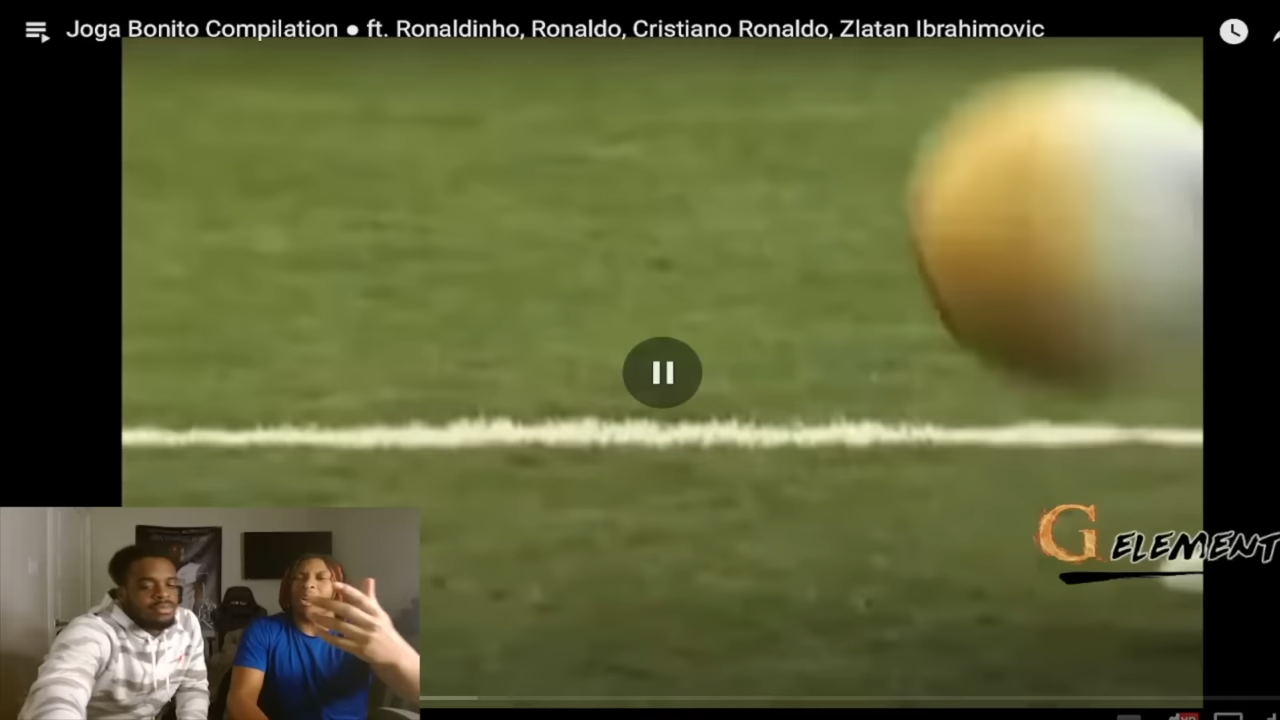 Joga Bonito Compilation ● ft. Ronaldinho, Ronaldo, Cristiano Ronaldo, Zlatan Ibrahimovic
G ELEMENT